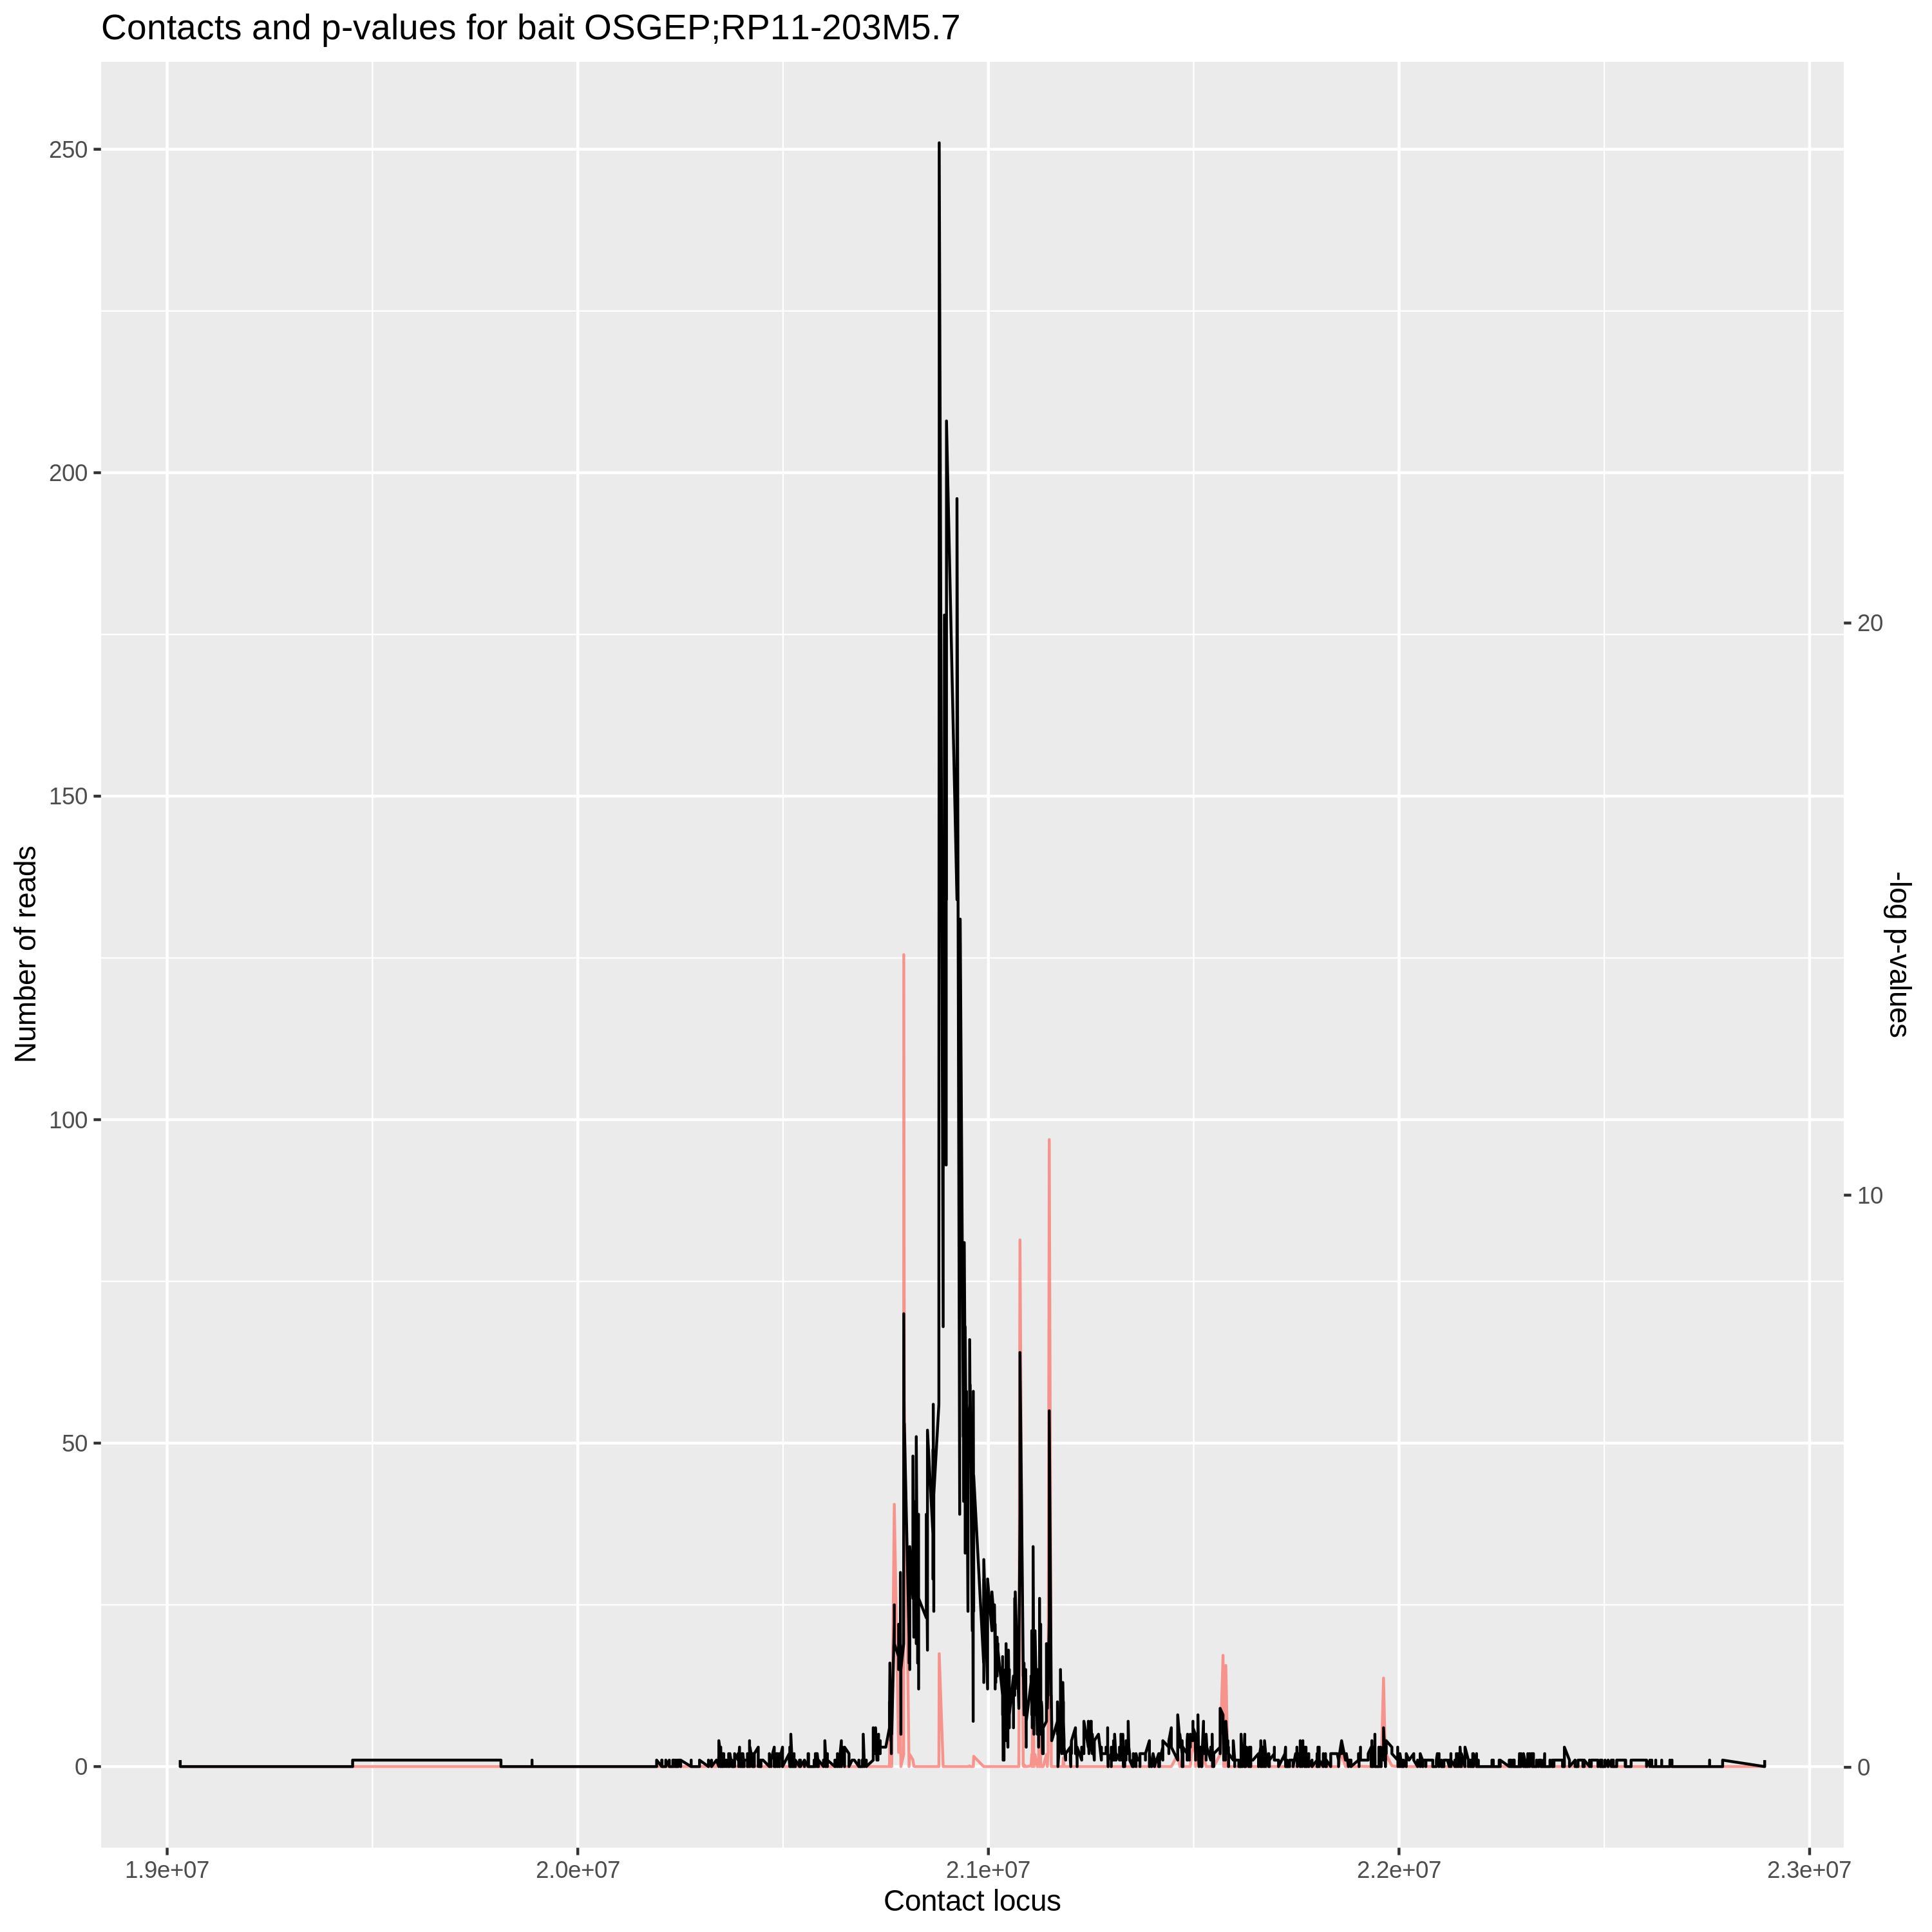 Contacts and p-values for bait OSGEP;RP11-203M5.7
250
200
150
100
50
0
Number of reads
20
10
0
-log p-values
1.9e+07
2.0e+07
2.1e+07
2.2e+07
2.3e+07
Contact locus